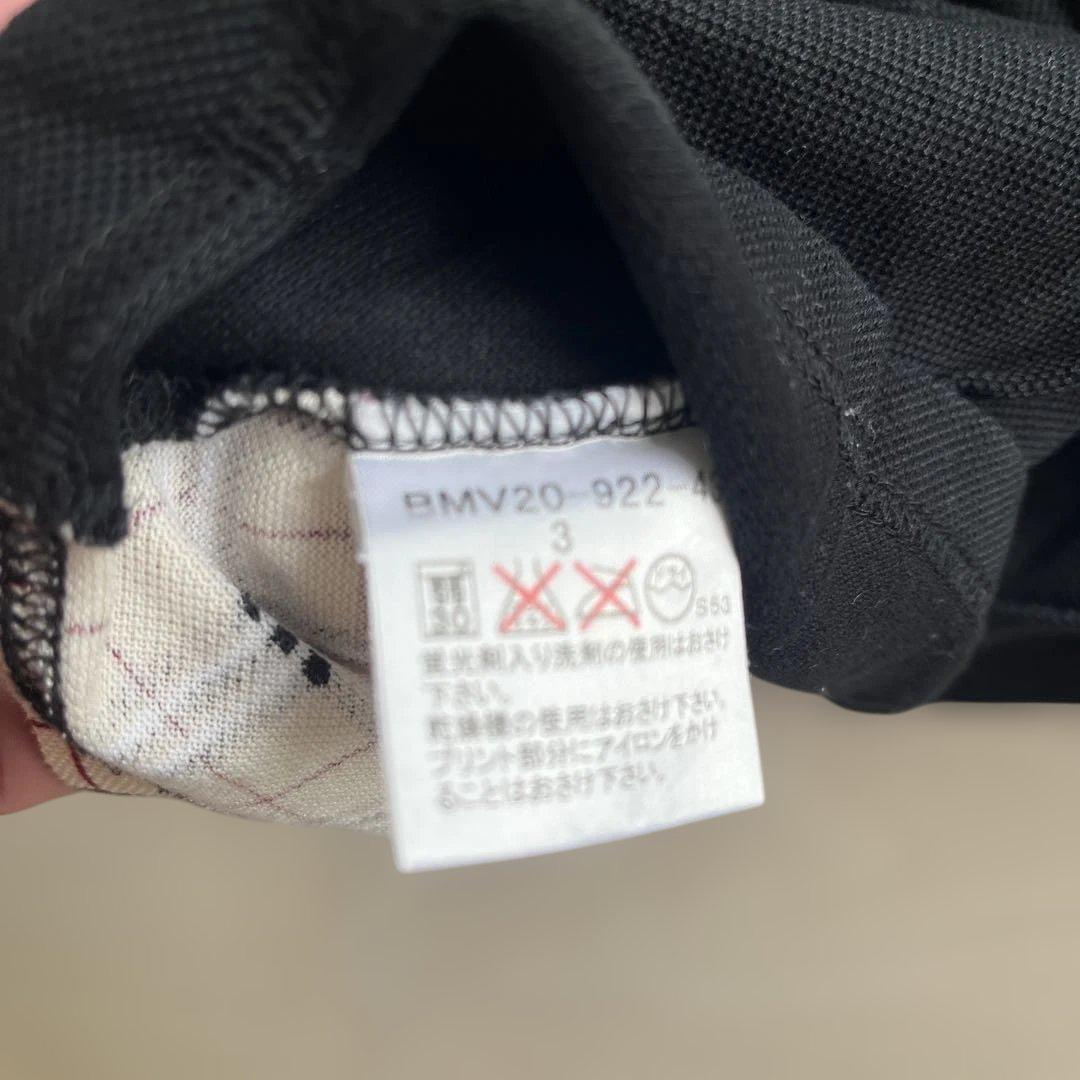 BMV20-922-4
3
S53
蛍光剤入り洗剤の使用はおさけ
下さい。
乾燥機の使用はおさけ下さい。
プリント部分にアイロンをかけ
ることはおさけ下さい。